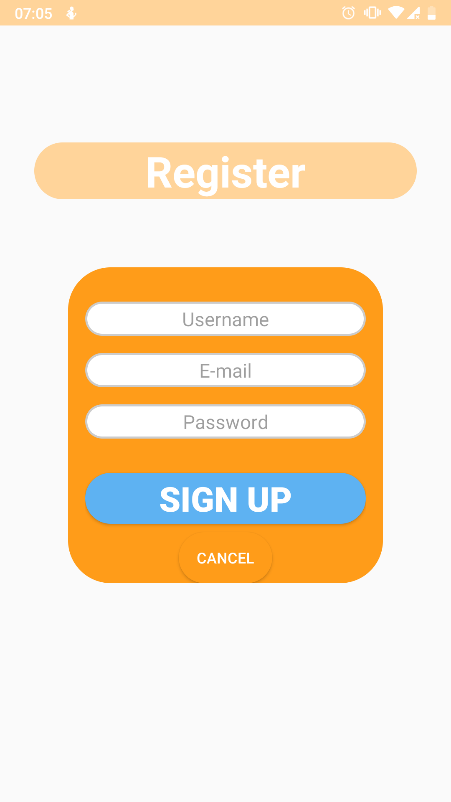 07:05
Register
Username
E-mail
Password
SIGN UP
CANCEL